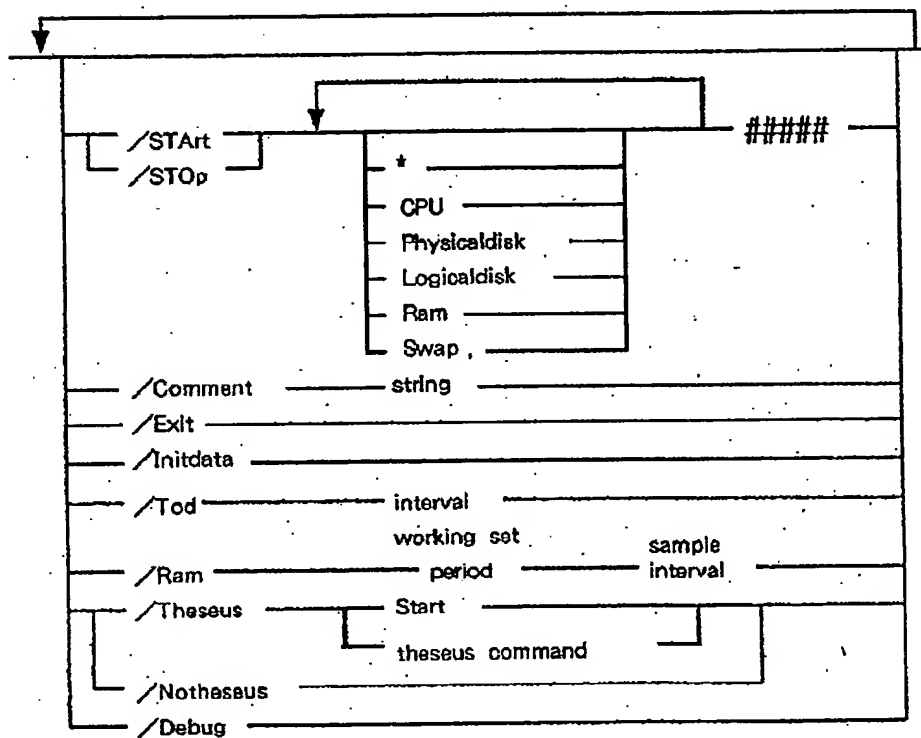 /STArt #####
/STOp
*
CPU
Physicaldisk
Logicaldisk
Ram
Swap
/Comment string
/Exit
/Initdata
/Tod interval
working set sample
/Ram period interval
/Theseus Start
theseus command
/Notheseus
/Debug